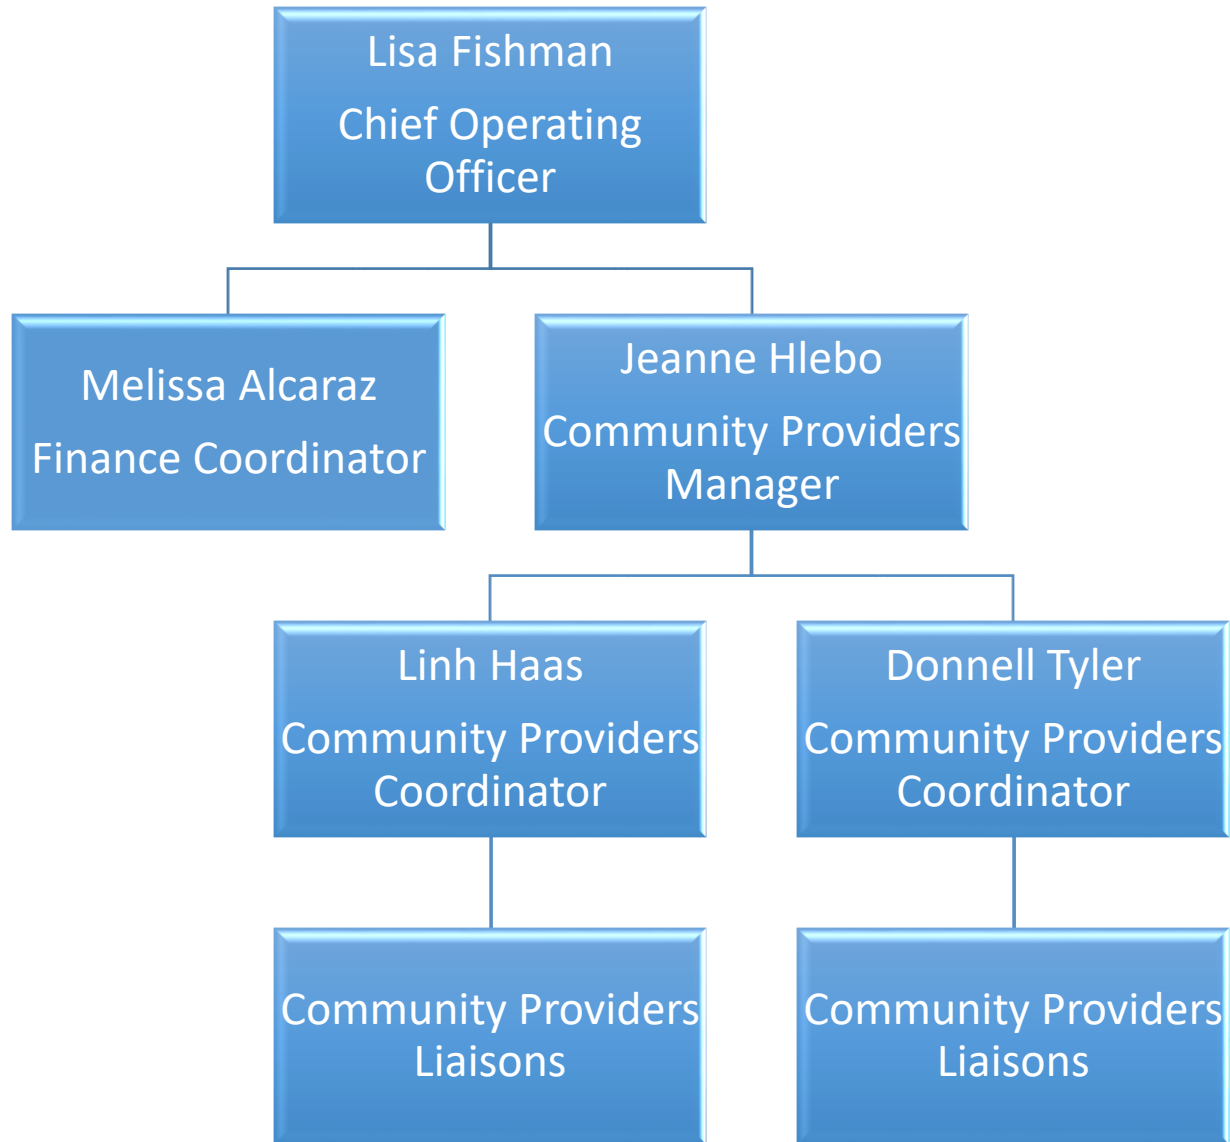 Lisa Fishman
Chief Operating
Officer
Melissa Alcaraz
Finance Coordinator
Jeanne Hlebo
Community Providers
Manager
Linh Haas
Community Providers
Coordinator
Donnell Tyler
Community Providers
Coordinator
Community Providers
Liaisons
Community Providers
Liaisons